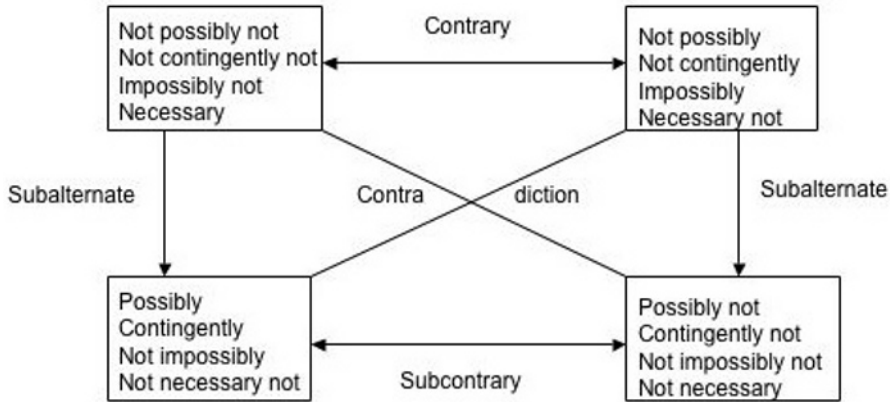 Not possibly not
Not contingently not
Impossibly not
Necessary
Contrary
Not possibly
Not contingently
Impossibly
Necessary not
Subalternate
Contra diction
Subalternate
Possibly
Contingently
Not impossibly
Not necessary not
Subcontrary
Possibly not
Contingently not
Not impossibly not
Not necessary